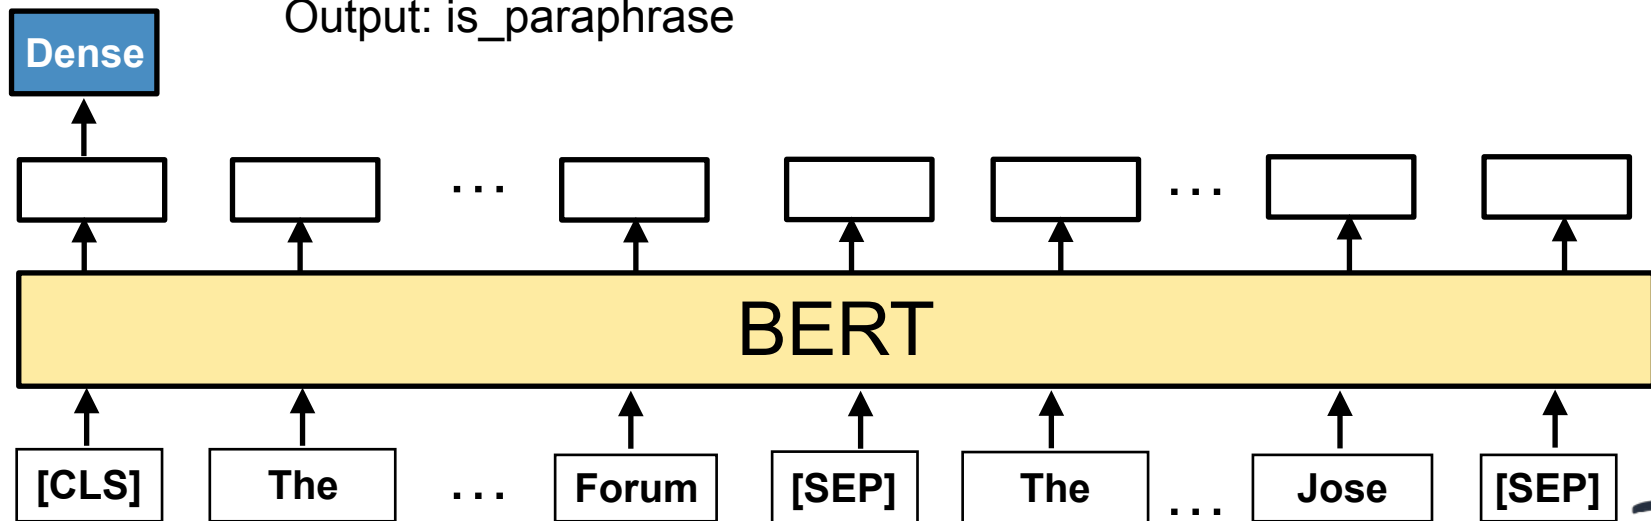 Output: is_paraphrase
Dense
... ...
BERT
[CLS] The ... Forum [SEP] The ... Jose [SEP]